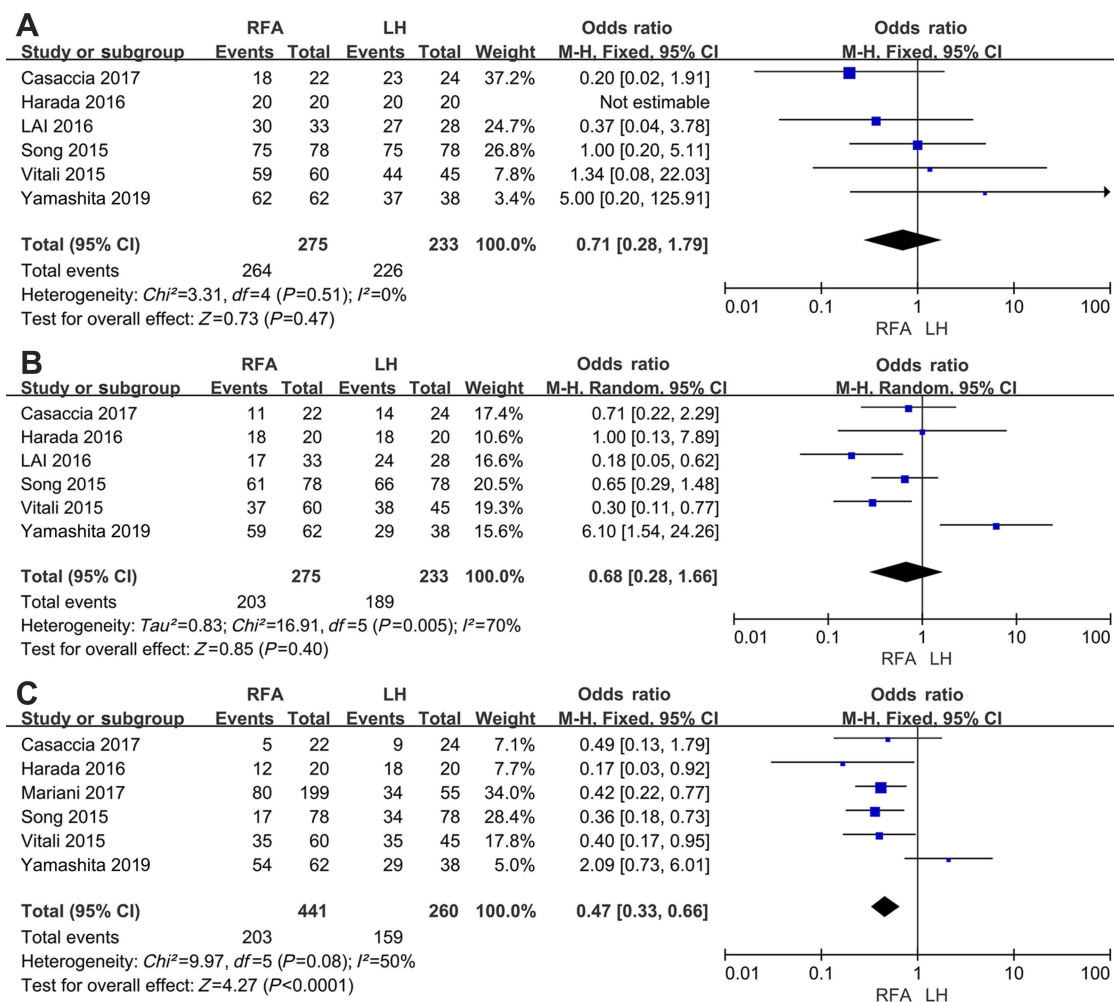 A
RFA LH Odds ratio Odds ratio
Study or subgroup Events Total Events Total Weight M-H, Fixed, 95% CI M-H, Fixed, 95% CI
Casaccia 2017 18 22 23 24 37.2% 0.20 [0.02, 1.91]
Harada 2016 20 20 20 20 Not estimable
LAI 2016 30 33 27 28 24.7% 0.37 [0.04, 3.78]
Song 2015 75 78 75 78 26.8% 1.00 [0.20, 5.11]
Vitali 2015 59 60 44 45 7.8% 1.34 [0.08, 22.03]
Yamashita 2019 62 62 37 38 3.4% 5.00 [0.20, 125.91]
Total (95% CI) 275 233 100.0% 0.71 [0.28, 1.79]
Total events 264 226
Heterogeneity: Chi²=3.31, df=4 (P=0.51); I²=0%
Test for overall effect: Z=0.73 (P=0.47)
0.01 0.1 1 10 100
RFA LH
B
RFA LH Odds ratio Odds ratio
Study or subgroup Events Total Events Total Weight M-H, Random, 95% CI M-H, Random, 95% CI
Casaccia 2017 11 22 14 24 17.4% 0.71 [0.22, 2.29]
Harada 2016 18 20 18 20 10.6% 1.00 [0.13, 7.89]
LAI 2016 17 33 24 28 16.6% 0.18 [0.05, 0.62]
Song 2015 61 78 66 78 20.5% 0.65 [0.29, 1.48]
Vitali 2015 37 60 38 45 19.3% 0.30 [0.11, 0.77]
Yamashita 2019 59 62 29 38 15.6% 6.10 [1.54, 24.26]
Total (95% CI) 275 233 100.0% 0.68 [0.28, 1.66]
Total events 203 189
Heterogeneity: Tau²=0.83; Chi²=16.91, df=5 (P=0.005); I²=70%
Test for overall effect: Z=0.85 (P=0.40)
0.01 0.1 1 10 100
RFA LH
C
RFA LH Odds ratio Odds ratio
Study or subgroup Events Total Events Total Weight M-H, Fixed, 95% CI M-H, Fixed, 95% CI
Casaccia 2017 5 22 9 24 7.1% 0.49 [0.13, 1.79]
Harada 2016 12 20 18 20 7.7% 0.17 [0.03, 0.92]
Mariani 2017 80 199 34 55 34.0% 0.42 [0.22, 0.77]
Song 2015 17 78 34 78 28.4% 0.36 [0.18, 0.73]
Vitali 2015 35 60 35 45 17.8% 0.40 [0.17, 0.95]
Yamashita 2019 54 62 29 38 5.0% 2.09 [0.73, 6.01]
Total (95% CI) 441 260 100.0% 0.47 [0.33, 0.66]
Total events 203 159
Heterogeneity: Chi²=9.97, df=5 (P=0.08); I²=50%
Test for overall effect: Z=4.27 (P<0.0001)
0.01 0.1 1 10 100
RFA LH